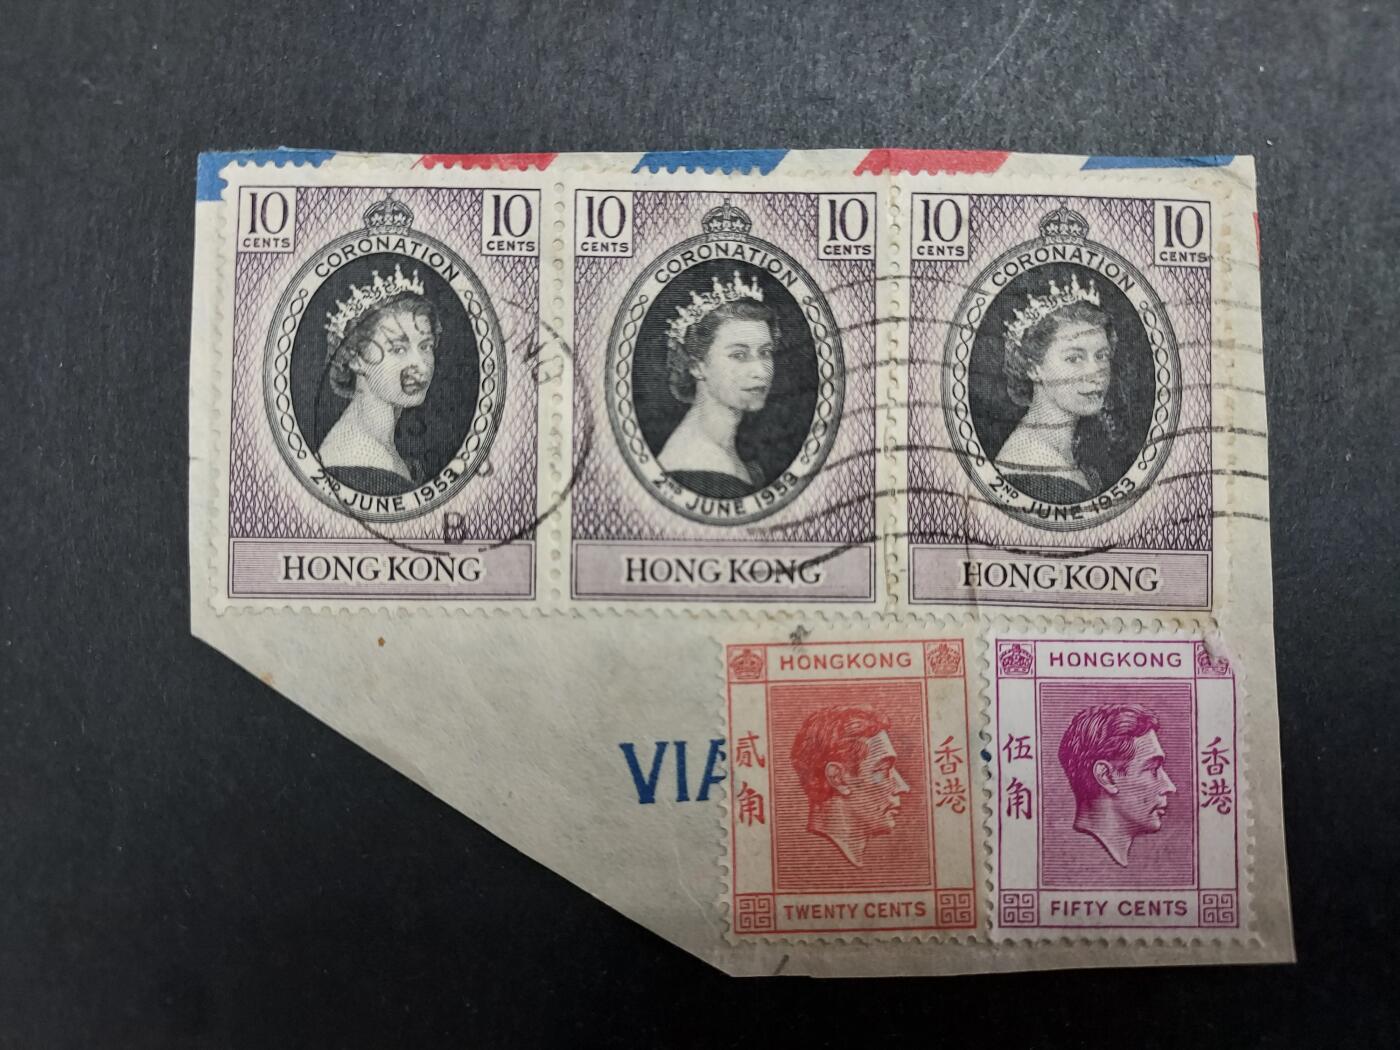 10 CENTS 10 CENTS
CORONATION
2ND JUNE 1953
HONG KONG
10 CENTS 10 CENTS
CORONATION
2ND JUNE 1953
HONG KONG
10 CENTS 10 CENTS
CORONATION
2ND JUNE 1953
HONG KONG
B
VIA
HONGKONG
貳角
香港
TWENTY CENTS
HONGKONG
伍角
香港
FIFTY CENTS